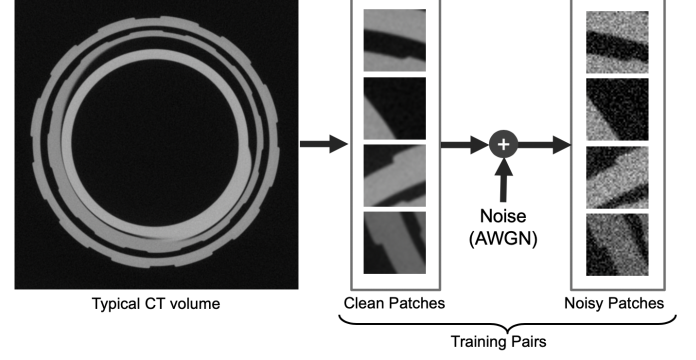 +
Noise
(AWGN)
Typical CT volume
Clean Patches
Noisy Patches
Training Pairs